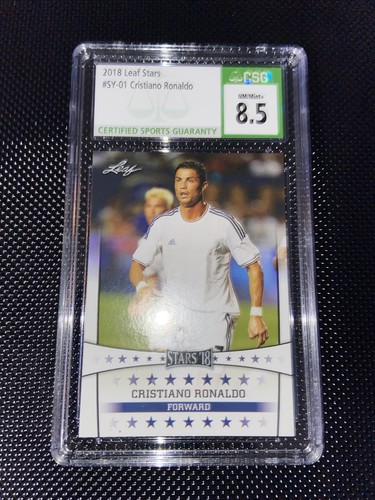 2018 Leaf Stars
#SY-01 Cristiano Ronaldo
CSG
NM/Mint+
8.5
CERTIFIED SPORTS GUARANTY
Leaf
STARS '18
CRISTIANO RONALDO
FORWARD